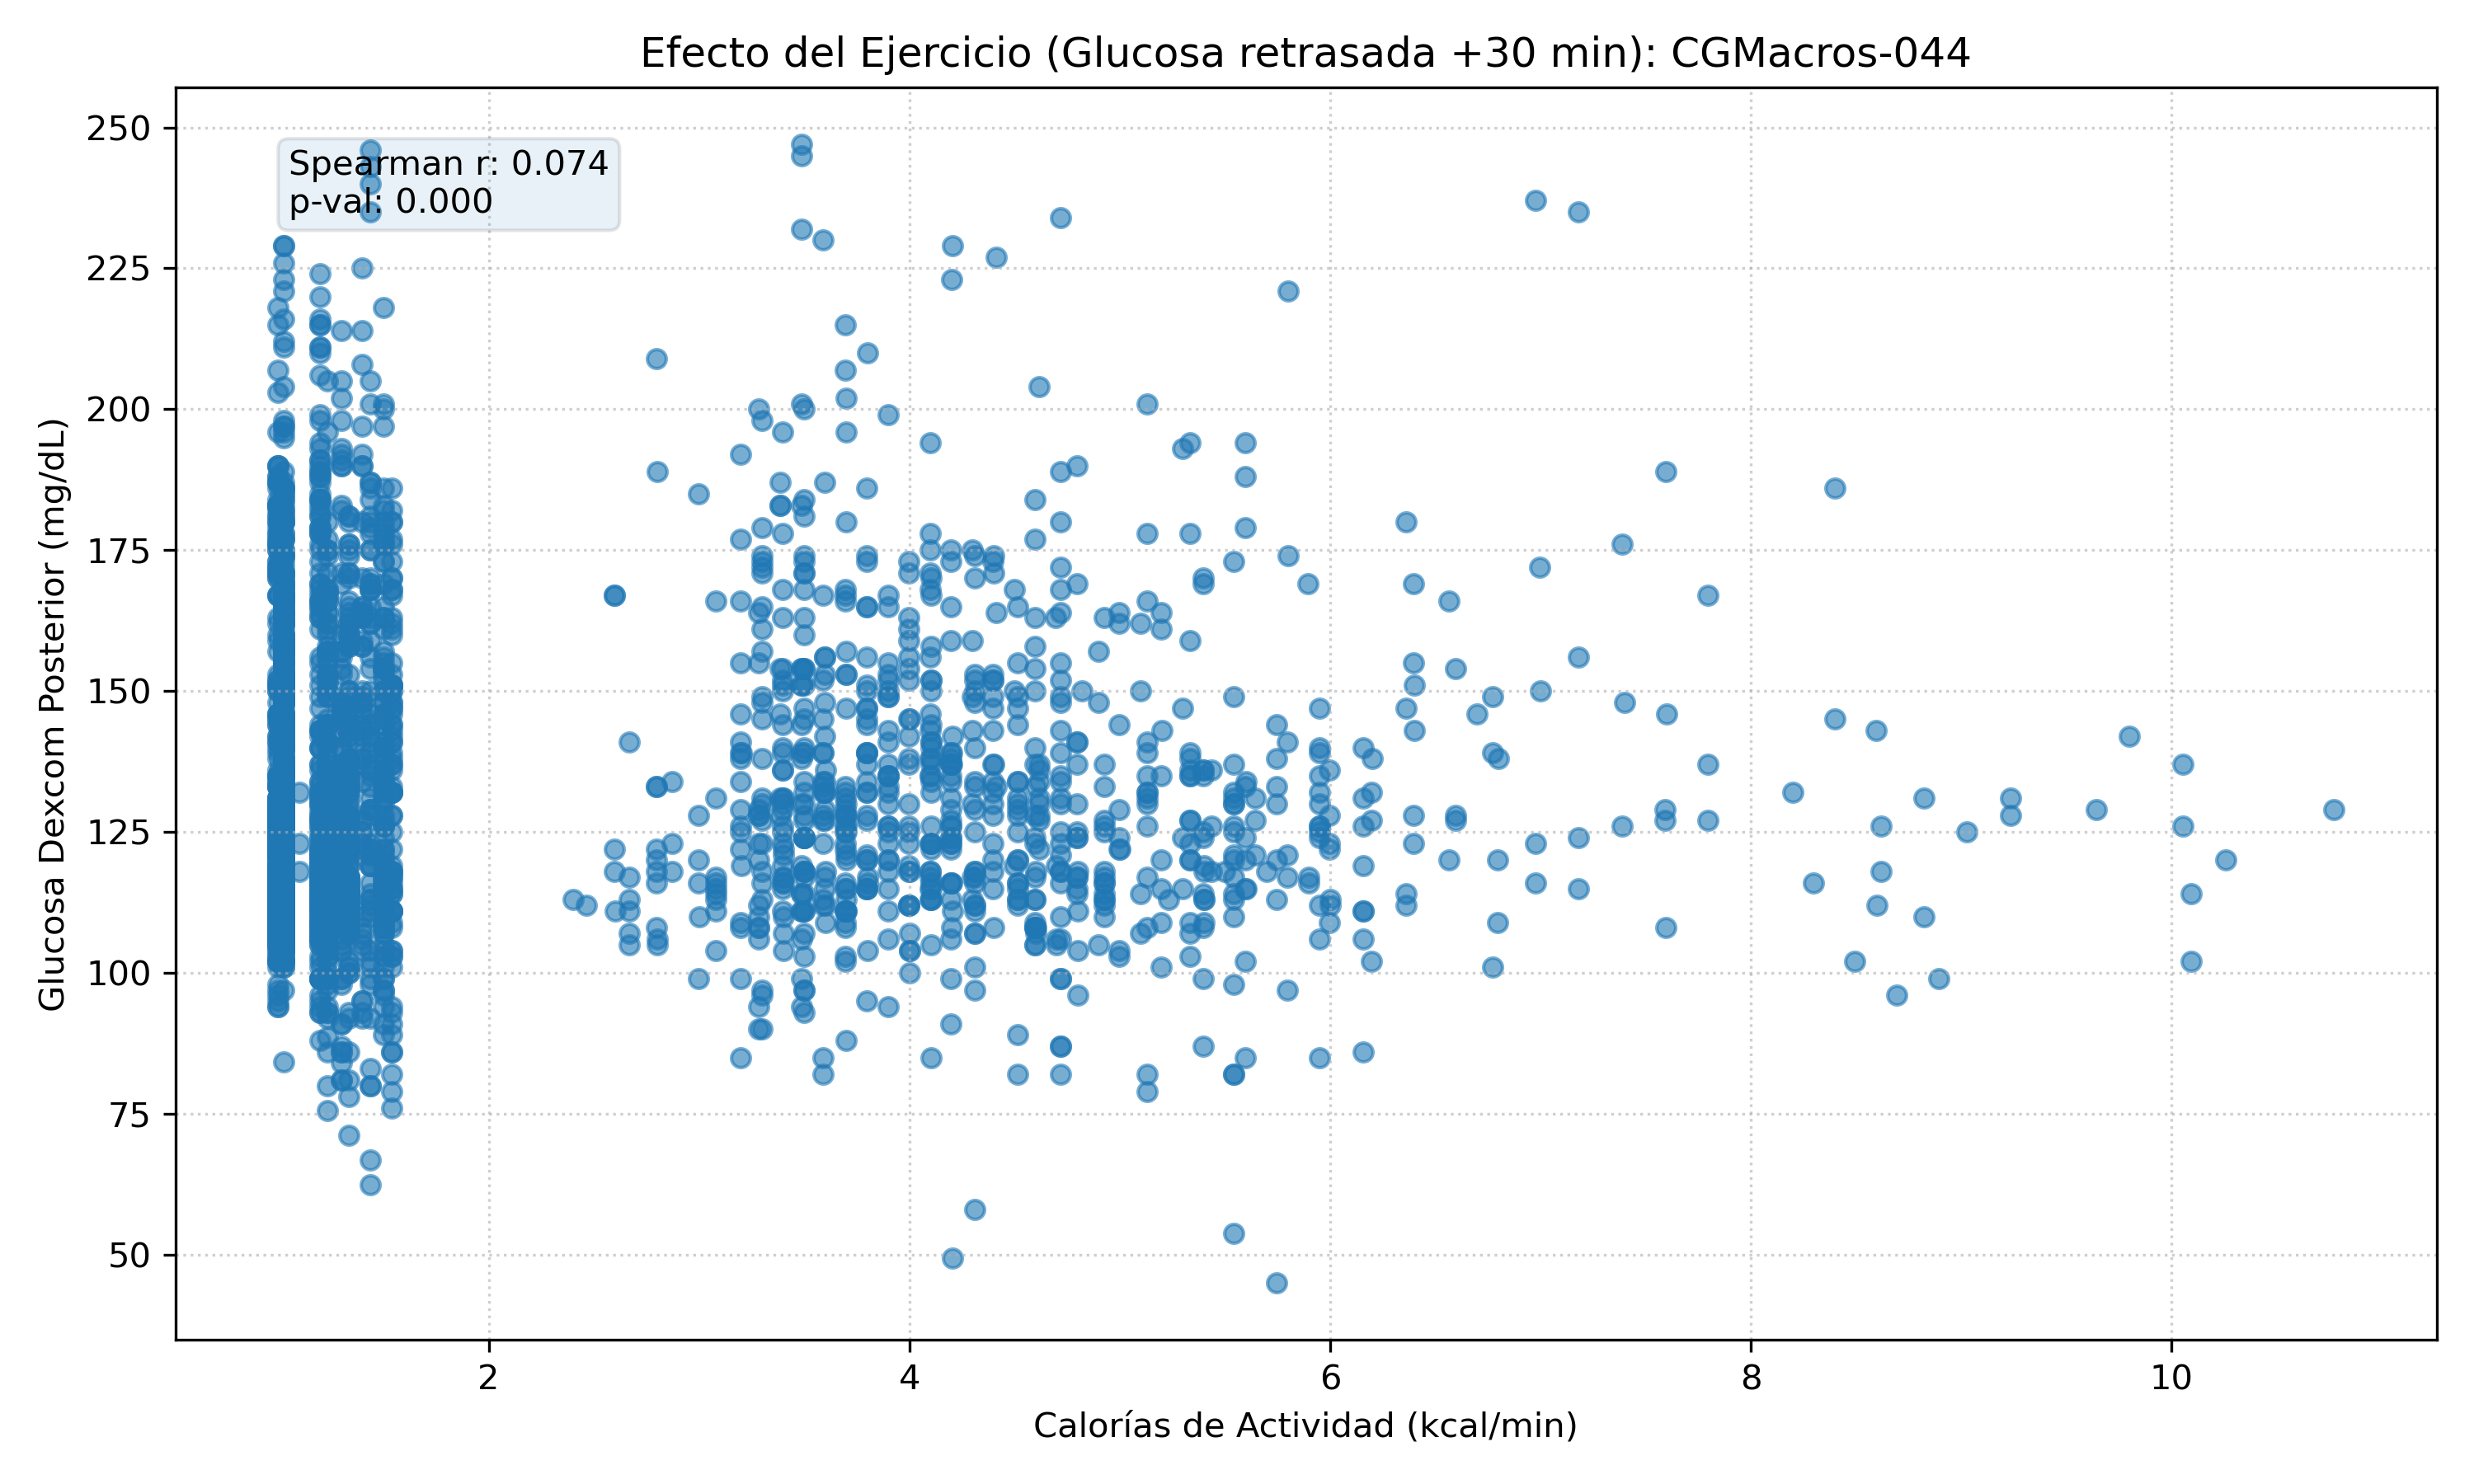 Efecto del Ejercicio (Glucosa retrasada +30 min): CGMacros-044
Spearman r: 0.074
p-val: 0.000
Glucosa Dexcom Posterior (mg/dL)
250
225
200
175
150
125
100
75
50
2
4
6
8
10
Calorías de Actividad (kcal/min)